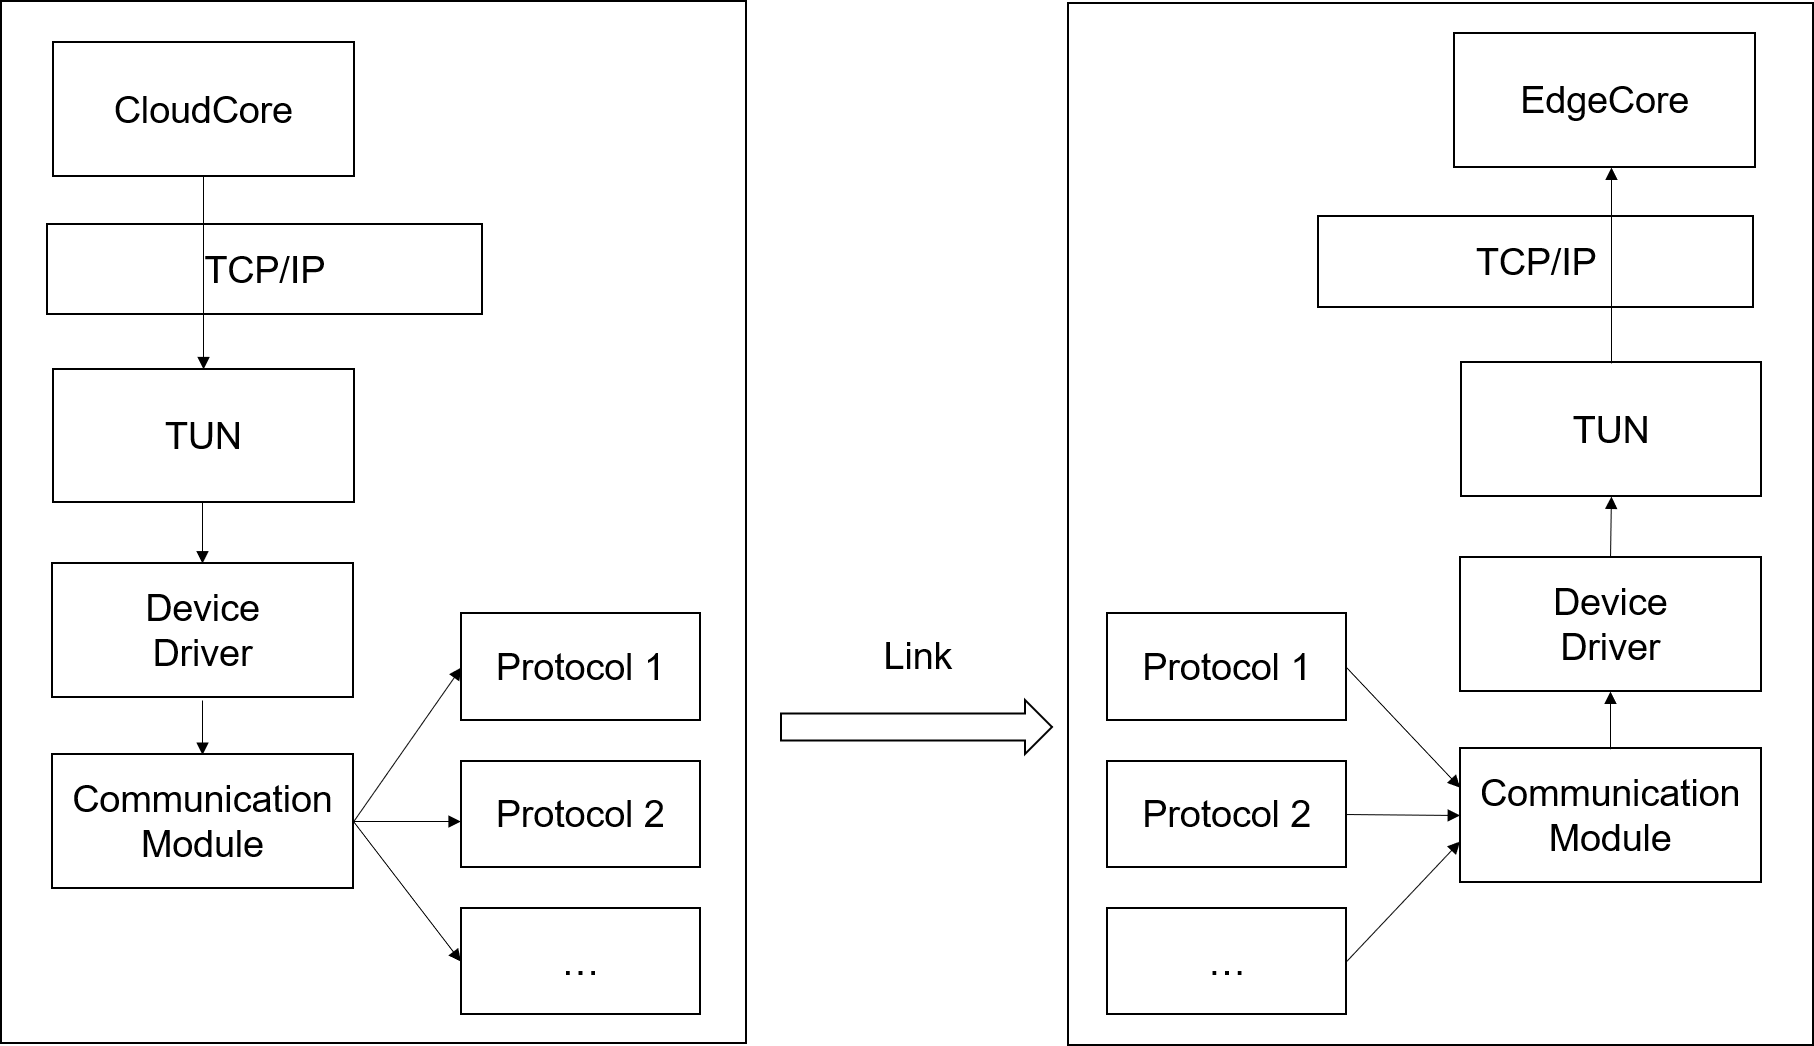 CloudCore
TCP/IP
TUN
Device
Driver
Communication
Module
Protocol 1
Protocol 2
...
Link
EdgeCore
TCP/IP
TUN
Device
Driver
Communication
Module
Protocol 1
Protocol 2
...